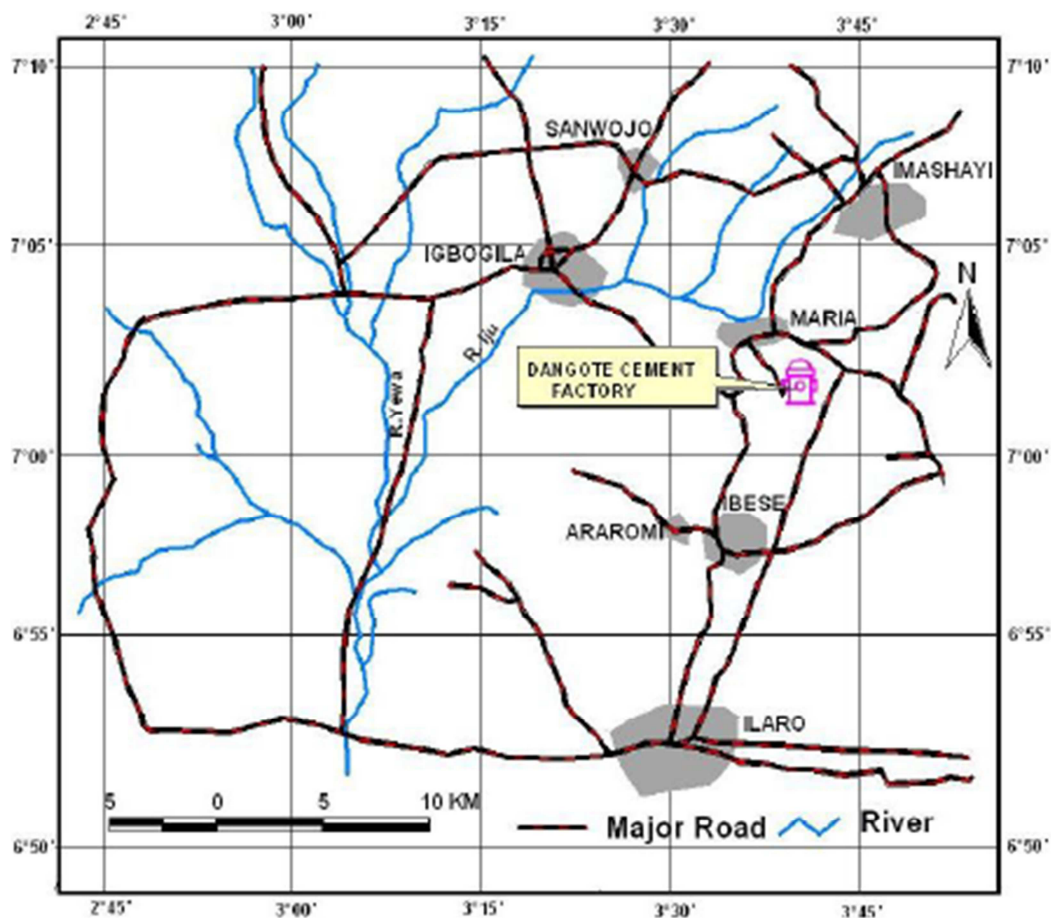 2°45' 3°00' 3°15' 3°30' 3°45'
7°10' 7°10'
SANWOJO
IMASHAYI
7°05' 7°05'
IGBOGILA
N
MARIA
R. Iju
DANGOTE CEMENT
FACTORY
R. Yewa
7°00' 7°00'
IBESE
ARAROMI
6°55' 6°55'
ILARO
5 0 5 10 KM
Major Road River
6°50' 6°50'
2°45' 3°00' 3°15' 3°30' 3°45'